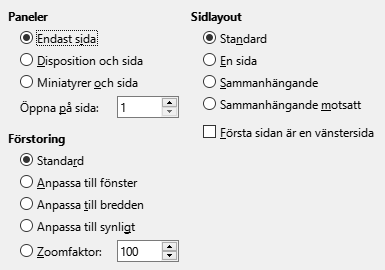 Paneler
Endast sida
Disposition och sida
Miniatyrer och sida
Öppna på sida: 1
Förstoring
Standard
Anpassa till fönster
Anpassa till bredden
Anpassa till synligt
Zoomfaktor: 100
Sidlayout
Standard
En sida
Sammanhängande
Sammanhängande motsatt
Första sidan är en vänstersida